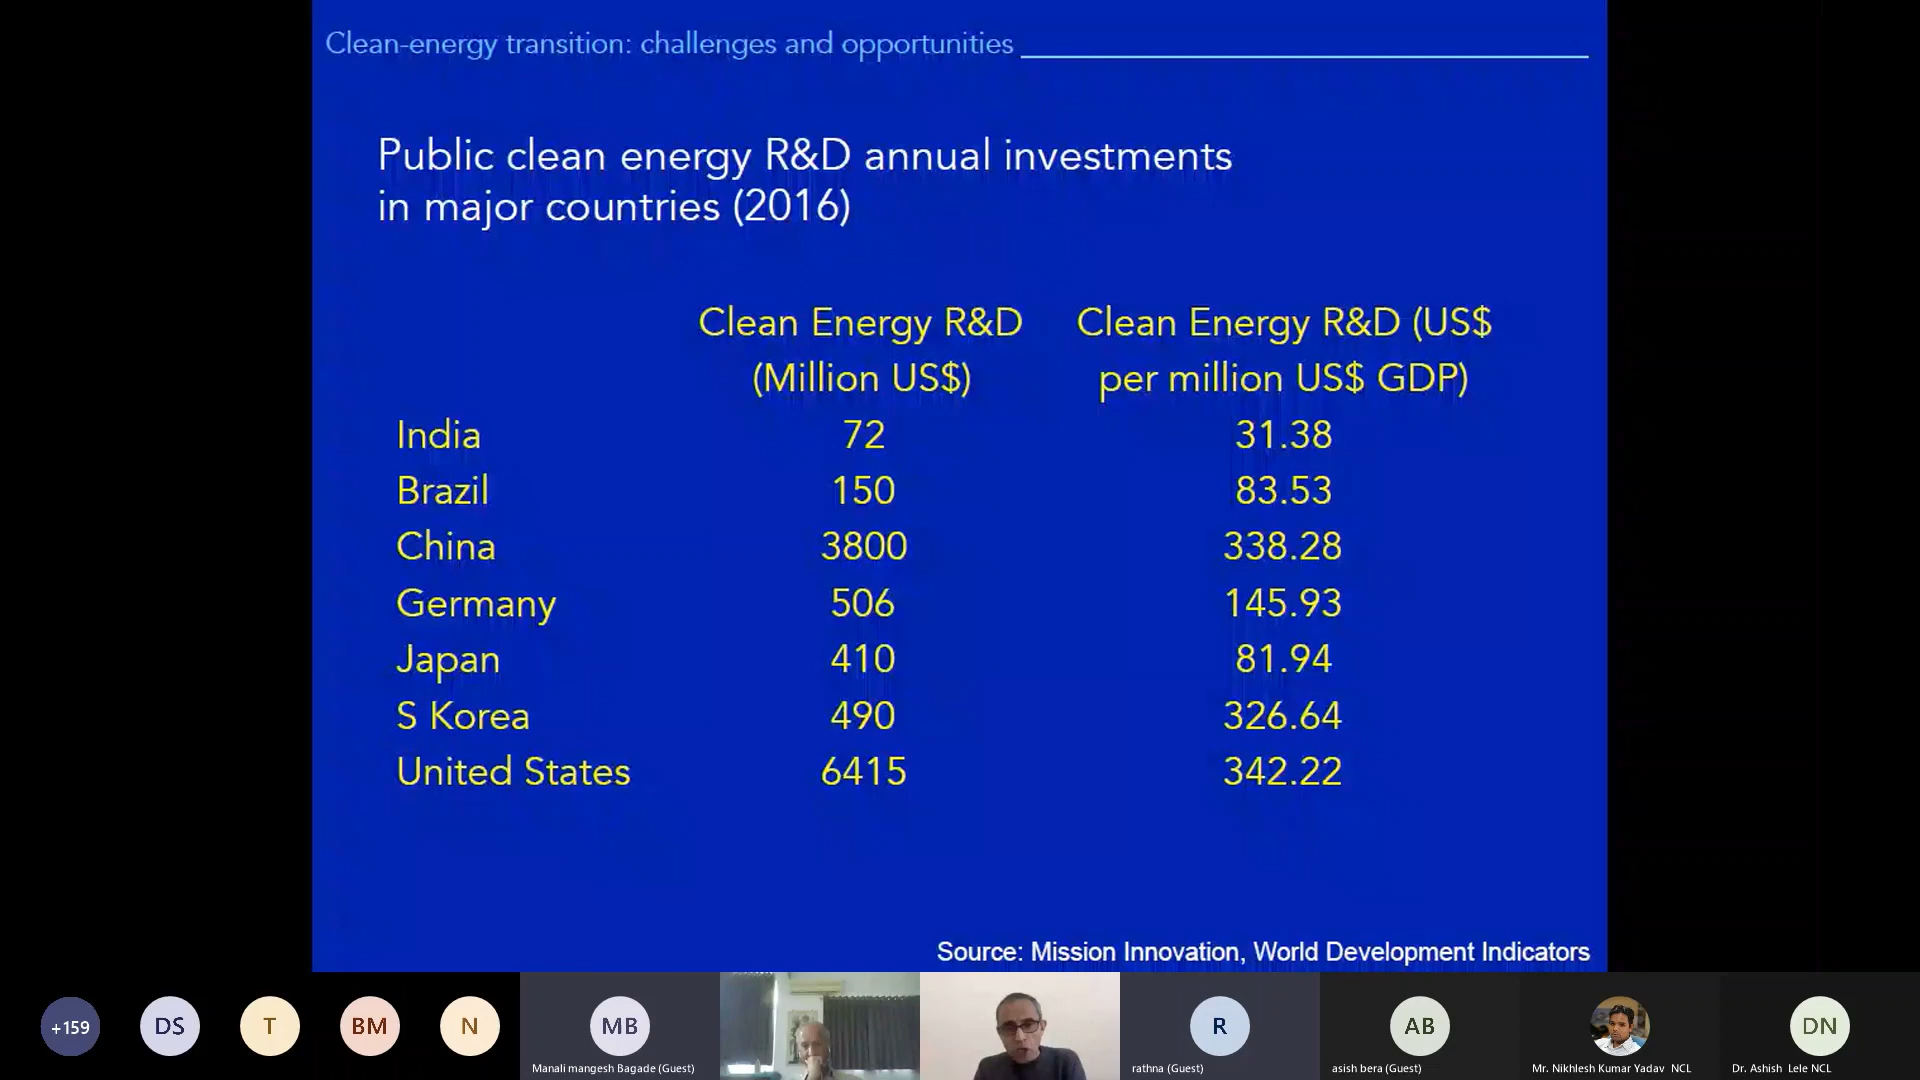 Clean-energy transition: challenges and opportunities
Public clean energy R&D annual investments
in major countries (2016)
Clean Energy R&D Clean Energy R&D (US$
(Million US$) per million US$ GDP)
India 72 31.38
Brazil 150 83.53
China 3800 338.28
Germany 506 145.93
Japan 410 81.94
S Korea 490 326.64
United States 6415 342.22
Source: Mission Innovation, World Development Indicators
+159 DS T BM N MB R AB DN
Manali mangesh Bagade (Guest) rathna (Guest) asish bera (Guest) Mr. Nikhlesh Kumar Yadav NCL Dr. Ashish Lele NCL